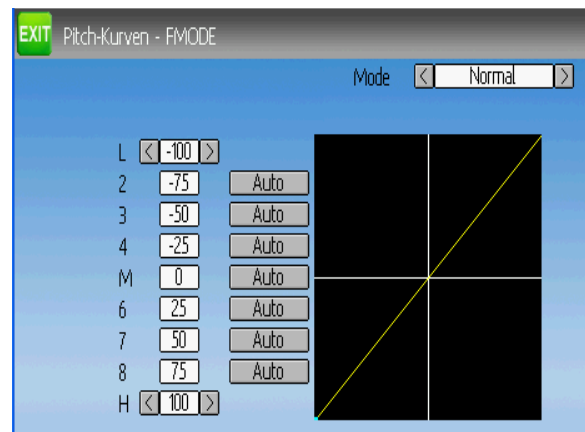 EXIT Pitch-Kurven - FMODE
Mode < Normal >
L < -100 >
2 -75 Auto
3 -50 Auto
4 -25 Auto
M 0 Auto
6 25 Auto
7 50 Auto
8 75 Auto
H < 100 >